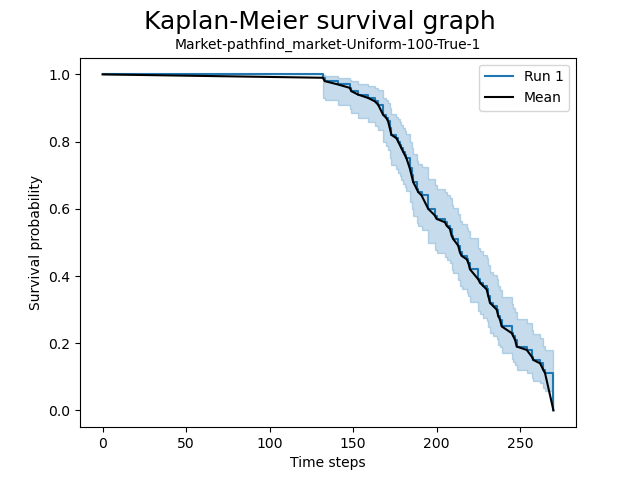 Kaplan-Meier survival graph
Market-pathfind_market-Uniform-100-True-1
Run 1
Mean
1.0
0.8
0.6
0.4
0.2
0.0
Survival probability
0 50 100 150 200 250
Time steps